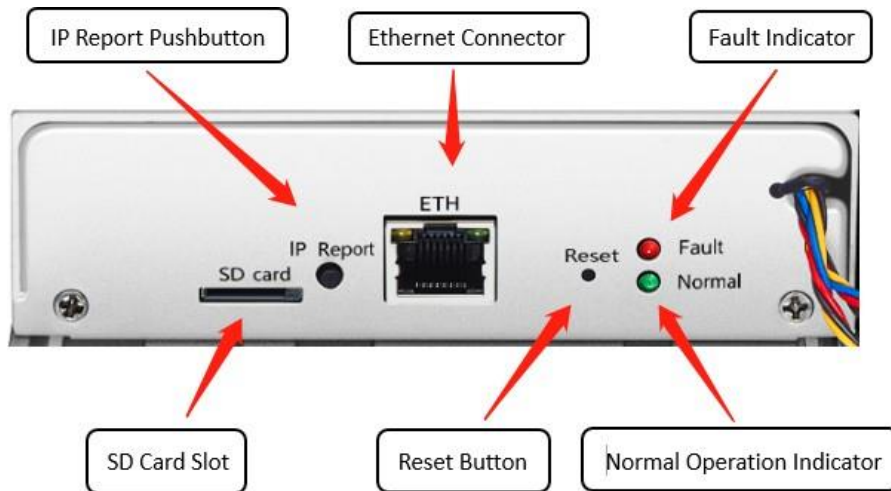 IP Report Pushbutton
Ethernet Connector
Fault Indicator
ETH
IP Report
SD card
Reset
Fault
Normal
SD Card Slot
Reset Button
Normal Operation Indicator